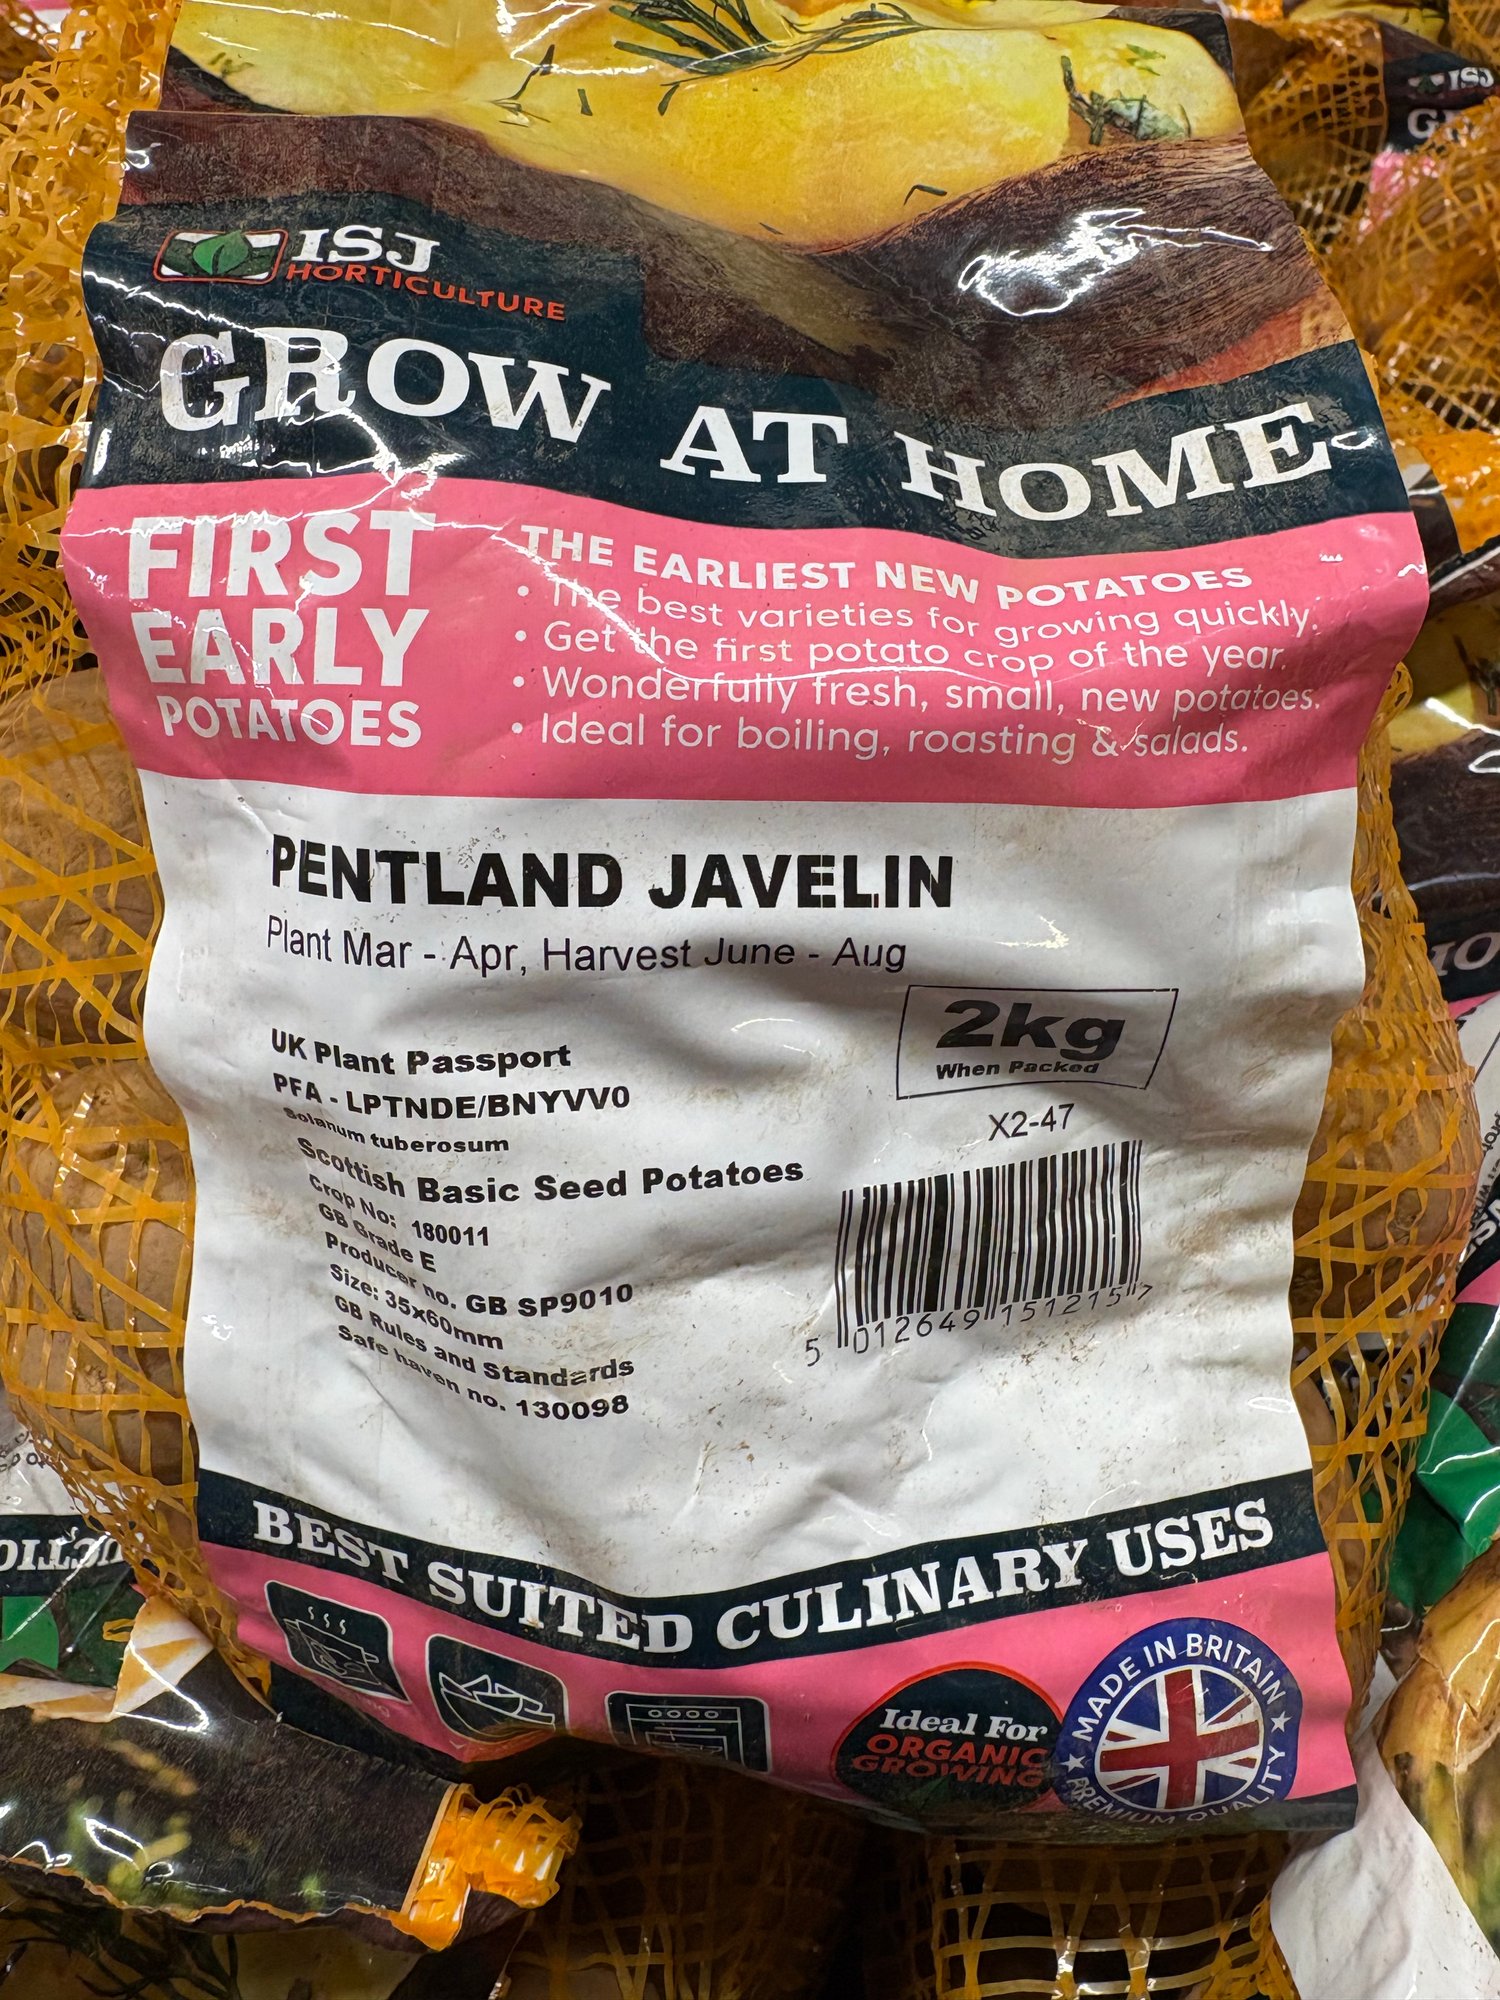 ISJ
HORTICULTURE
GROW AT HOME
FIRST
EARLY
POTATOES
THE EARLIEST NEW POTATOES
• The best varieties for growing quickly.
• Get the first potato crop of the year.
• Wonderfully fresh, small, new potatoes.
• Ideal for boiling, roasting & salads.
PENTLAND JAVELIN
Plant Mar - Apr, Harvest June - Aug
2kg
When Packed
UK Plant Passport
PFA - LPTNDE/BNYVV0
Solanum tuberosum
Scottish Basic Seed Potatoes
Crop No: 180011
GB Grade E
Producer no. GB SP9010
Size: 35x60mm
GB Rules and Standards
Safe haven no. 130098
X2-47
5 012649 151215 7
BEST SUITED CULINARY USES
Ideal For
ORGANIC
GROWING
MADE IN BRITAIN
PREMIUM QUALITY
ISJ